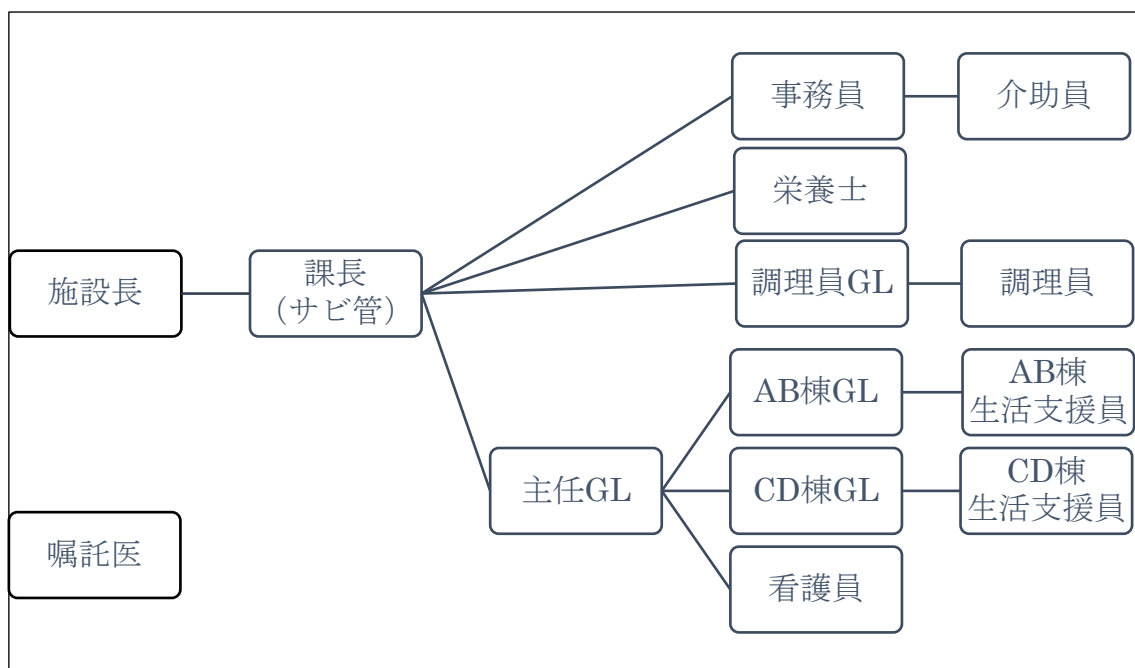 事務員
介助員
栄養士
施設長
課長
（サビ管）
調理員GL
調理員
AB棟GL
AB棟
生活支援員
主任GL
CD棟GL
CD棟
生活支援員
嘱託医
看護員